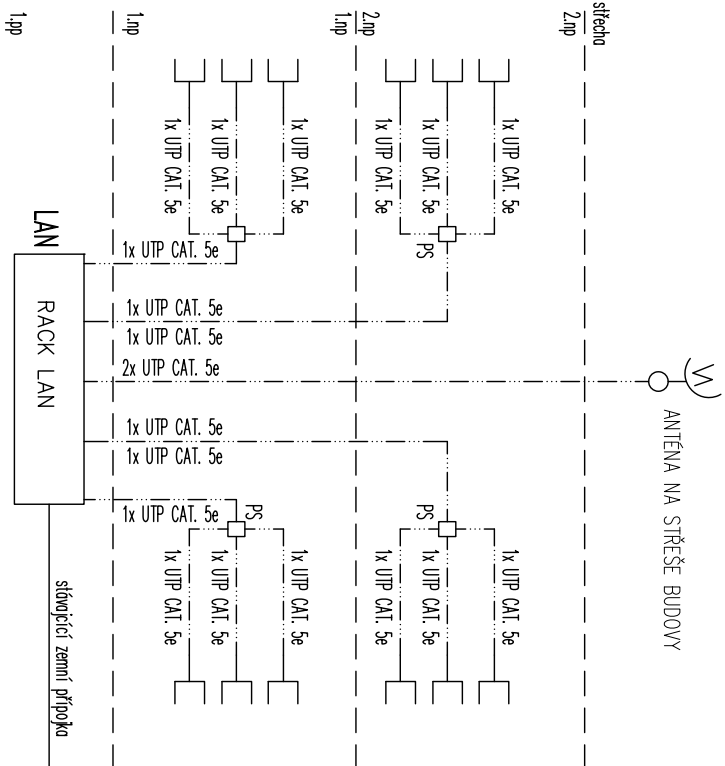 střecha
2.np
2.np
1.np
1.np
1.pp
ANTÉNA NA STŘEŠE BUDOVY
1x UTP CAT. 5e
1x UTP CAT. 5e
1x UTP CAT. 5e
PS
1x UTP CAT. 5e
1x UTP CAT. 5e
1x UTP CAT. 5e
PS
1x UTP CAT. 5e
1x UTP CAT. 5e
1x UTP CAT. 5e
1x UTP CAT. 5e
1x UTP CAT. 5e
1x UTP CAT. 5e
PS
1x UTP CAT. 5e
1x UTP CAT. 5e
1x UTP CAT. 5e
2x UTP CAT. 5e
1x UTP CAT. 5e
1x UTP CAT. 5e
1x UTP CAT. 5e
LAN
RACK LAN
stávající zemní přípojka